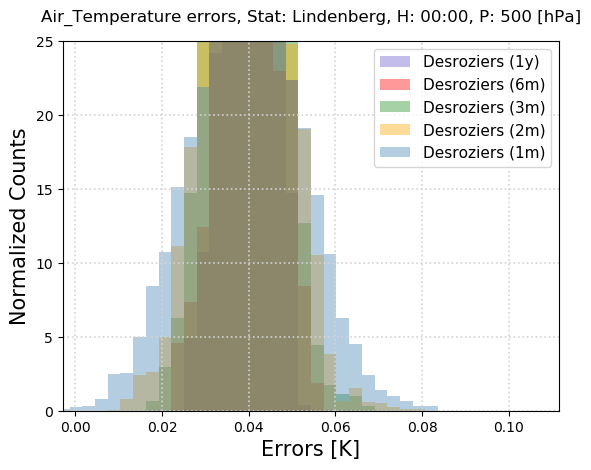 Air_Temperature errors, Stat: Lindenberg, H: 00:00, P: 500 [hPa]
25
20
15
10
5
0
Normalized Counts
Desroziers (1y)
Desroziers (6m)
Desroziers (3m)
Desroziers (2m)
Desroziers (1m)
0.00 0.02 0.04 0.06 0.08 0.10
Errors [K]